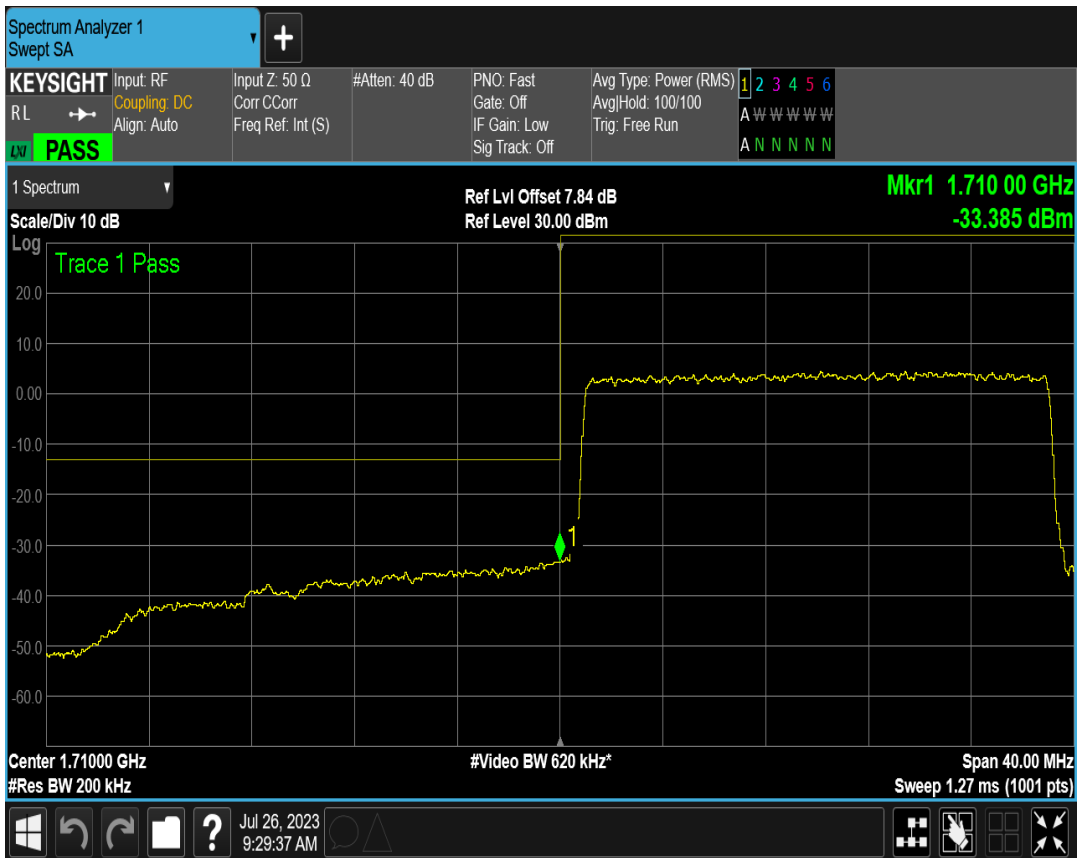 Spectrum Analyzer 1
Swept SA
+
KEYSIGHT
RL
LXI PASS
Input: RF
Coupling: DC
Align: Auto
Input Z: 50 Ω
Corr CCorr
Freq Ref: Int (S)
#Atten: 40 dB
PNO: Fast
Gate: Off
IF Gain: Low
Sig Track: Off
Avg Type: Power (RMS)
Avg|Hold: 100/100
Trig: Free Run
1 2 3 4 5 6
A W W W W W
A N N N N N
1 Spectrum
Scale/Div 10 dB
Ref Lvl Offset 7.84 dB
Ref Level 30.00 dBm
Mkr1 1.710 00 GHz
-33.385 dBm
Log
Trace 1 Pass
20.0
10.0
0.00
-10.0
-20.0
-30.0
-40.0
-50.0
-60.0
1
Center 1.71000 GHz
#Res BW 200 kHz
#Video BW 620 kHz*
Span 40.00 MHz
Sweep 1.27 ms (1001 pts)
?
Jul 26, 2023
9:29:37 AM